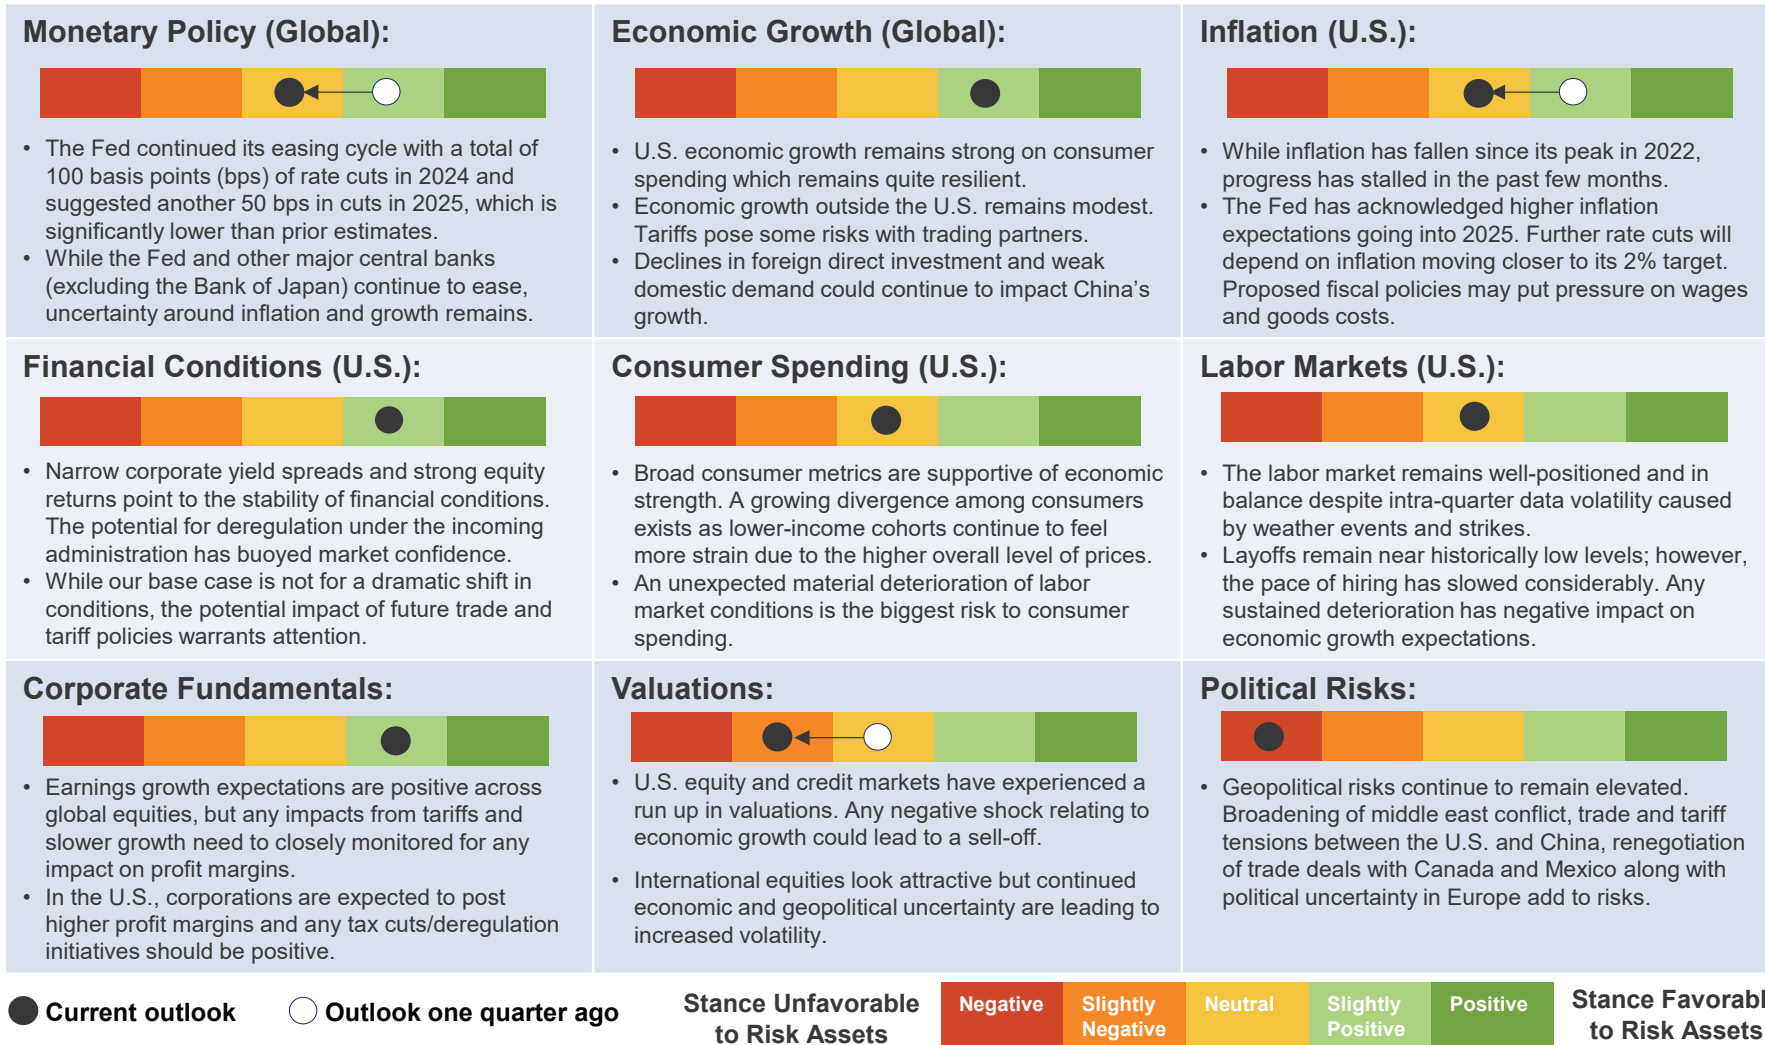 Monetary Policy (Global):
• The Fed continued its easing cycle with a total of
100 basis points (bps) of rate cuts in 2024 and
suggested another 50 bps in cuts in 2025, which is
significantly lower than prior estimates.
• While the Fed and other major central banks
(excluding the Bank of Japan) continue to ease,
uncertainty around inflation and growth remains.
Economic Growth (Global):
• U.S. economic growth remains strong on consumer
spending which remains quite resilient.
• Economic growth outside the U.S. remains modest.
Tariffs pose some risks with trading partners.
• Declines in foreign direct investment and weak
domestic demand could continue to impact China's
growth.
Inflation (U.S.):
• While inflation has fallen since its peak in 2022,
progress has stalled in the past few months.
• The Fed has acknowledged higher inflation
expectations going into 2025. Further rate cuts will
depend on inflation moving closer to its 2% target.
Proposed fiscal policies may put pressure on wages
and goods costs.
Financial Conditions (U.S.):
• Narrow corporate yield spreads and strong equity
returns point to the stability of financial conditions.
The potential for deregulation under the incoming
administration has buoyed market confidence.
• While our base case is not for a dramatic shift in
conditions, the potential impact of future trade and
tariff policies warrants attention.
Consumer Spending (U.S.):
• Broad consumer metrics are supportive of economic
strength. A growing divergence among consumers
exists as lower-income cohorts continue to feel
more strain due to the higher overall level of prices.
• An unexpected material deterioration of labor
market conditions is the biggest risk to consumer
spending.
Labor Markets (U.S.):
• The labor market remains well-positioned and in
balance despite intra-quarter data volatility caused
by weather events and strikes.
• Layoffs remain near historically low levels; however,
the pace of hiring has slowed considerably. Any
sustained deterioration has negative impact on
economic growth expectations.
Corporate Fundamentals:
• Earnings growth expectations are positive across
global equities, but any impacts from tariffs and
slower growth need to closely monitored for any
impact on profit margins.
• In the U.S., corporations are expected to post
higher profit margins and any tax cuts/deregulation
initiatives should be positive.
Valuations:
• U.S. equity and credit markets have experienced a
run up in valuations. Any negative shock relating to
economic growth could lead to a sell-off.
• International equities look attractive but continued
economic and geopolitical uncertainty are leading to
increased volatility.
Political Risks:
• Geopolitical risks continue to remain elevated.
Broadening of middle east conflict, trade and tariff
tensions between the U.S. and China, renegotiation
of trade deals with Canada and Mexico along with
political uncertainty in Europe add to risks.
Current outlook
Outlook one quarter ago
Stance Unfavorable
to Risk Assets
Negative
Slightly
Negative
Neutral
Slightly
Positive
Positive
Stance Favorabl
to Risk Assets